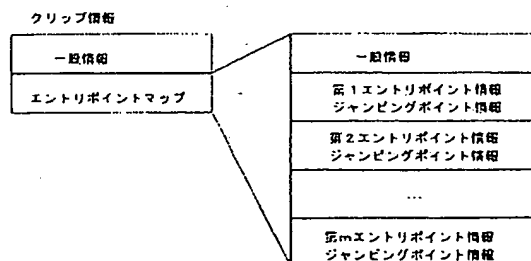 クリップ情報
一般情報
エントリポイントマップ
一般情報
第1エントリポイント情報
ジャンピングポイント情報
第2エントリポイント情報
ジャンピングポイント情報
...
第mエントリポイント情報
ジャンピングポイント情報